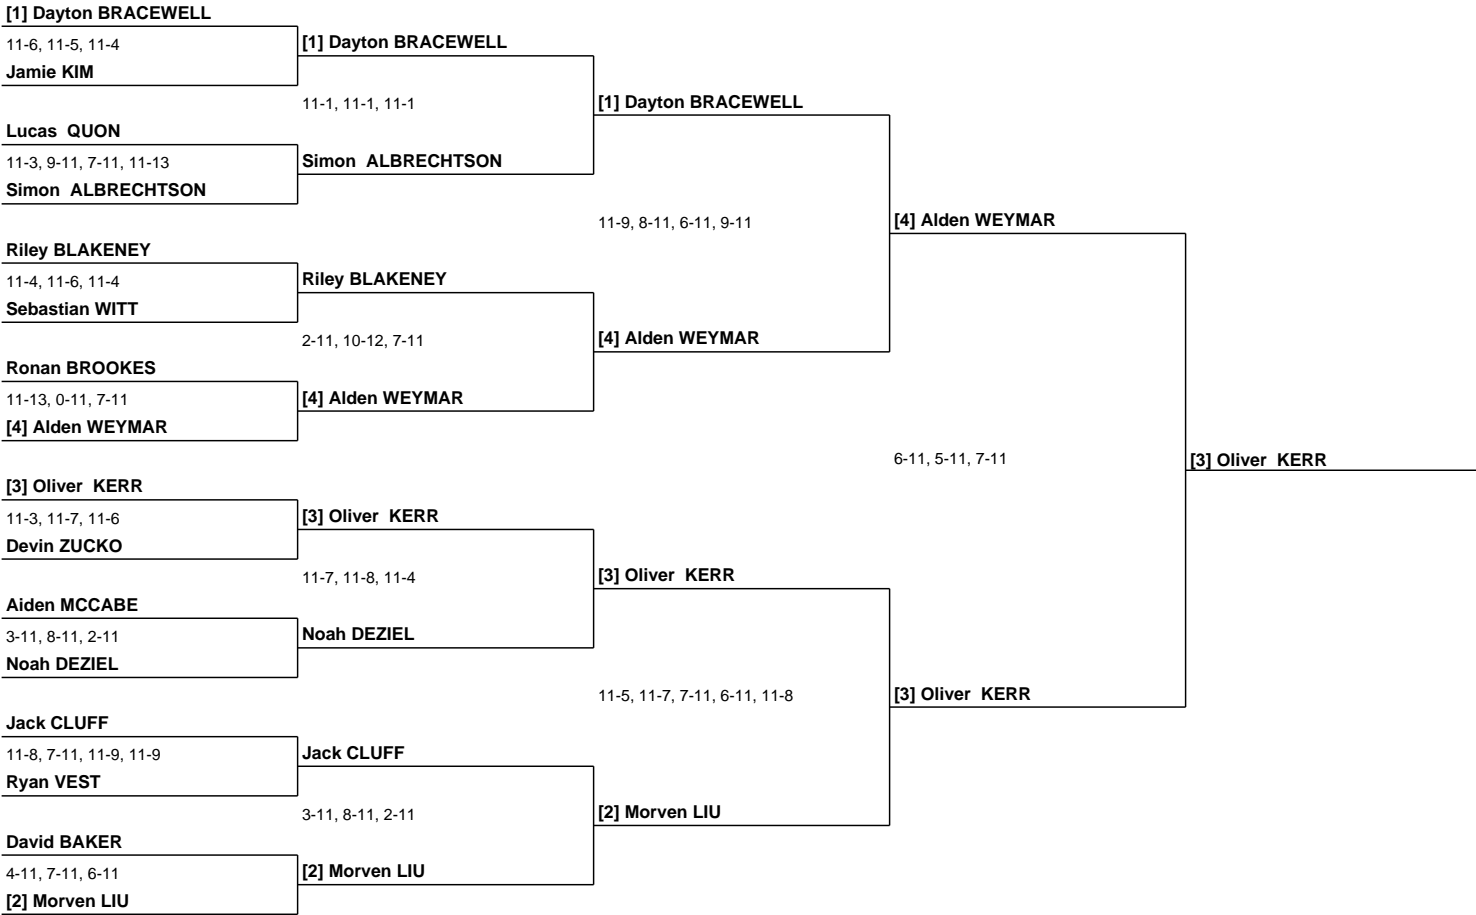 [1] Dayton BRACEWELL
11-6, 11-5, 11-4
Jamie KIM
Lucas QUON
11-3, 9-11, 7-11, 11-13
Simon ALBRECHTSON
Riley BLAKENEY
11-4, 11-6, 11-4
Sebastian WITT
Ronan BROOKES
11-13, 0-11, 7-11
[4] Alden WEYMAR
[3] Oliver KERR
11-3, 11-7, 11-6
Devin ZUCKO
Aiden MCCABE
3-11, 8-11, 2-11
Noah DEZIEL
Jack CLUFF
11-8, 7-11, 11-9, 11-9
Ryan VEST
David BAKER
4-11, 7-11, 6-11
[2] Morven LIU
[1] Dayton BRACEWELL
11-1, 11-1, 11-1
Simon ALBRECHTSON
Riley BLAKENEY
2-11, 10-12, 7-11
[4] Alden WEYMAR
[3] Oliver KERR
11-7, 11-8, 11-4
Noah DEZIEL
Jack CLUFF
3-11, 8-11, 2-11
[2] Morven LIU
[1] Dayton BRACEWELL
11-9, 8-11, 6-11, 9-11
[4] Alden WEYMAR
[3] Oliver KERR
11-5, 11-7, 7-11, 6-11, 11-8
[2] Morven LIU
[4] Alden WEYMAR
6-11, 5-11, 7-11
[3] Oliver KERR
[3] Oliver KERR